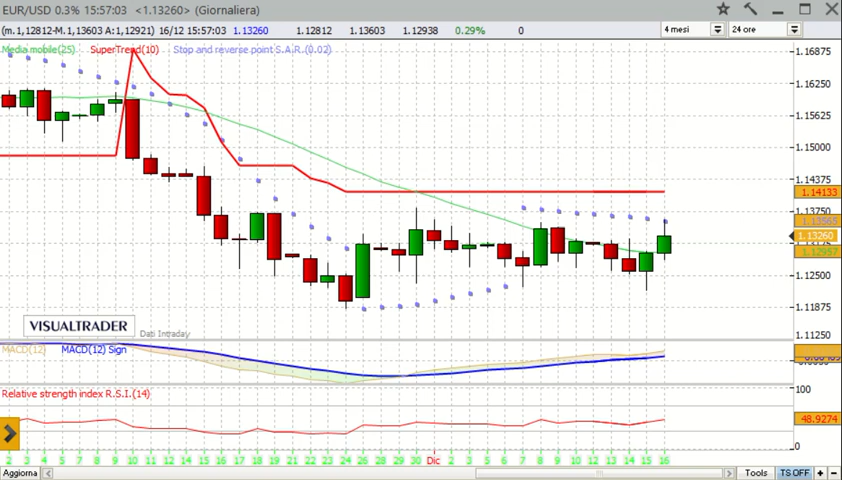 EUR/USD 0.3% 15:57:03 <1.13260> (Giornaliera)
(m.1,12812-M.1,13603 A:1,12921) 16/12 15:57:03 1.13260 1.12812 1.13603 1.12938 0.29% 0 4 mesi 24 ore
Media mobile(25) SuperTrend(10) Stop and reverse point S.A.R.(0.02)
1.16875
1.16250
1.15625
1.15000
1.14375
1.14133
1.13750
1.13565
1.13260
1.12957
1.12500
1.11875
1.11250
VISUALTRADER
Dati Intraday
MACD(12) MACD(12) Sign
Relative strength index R.S.I.(14)
100
48.9274
0
2 3 4 5 8 9 10 11 12 15 16 17 18 19 21 22 23 24 26 28 29 30 Dic 2 3 5 6 7 8 9 10 12 13 14 15 16
Aggiorna Tools TS OFF + -